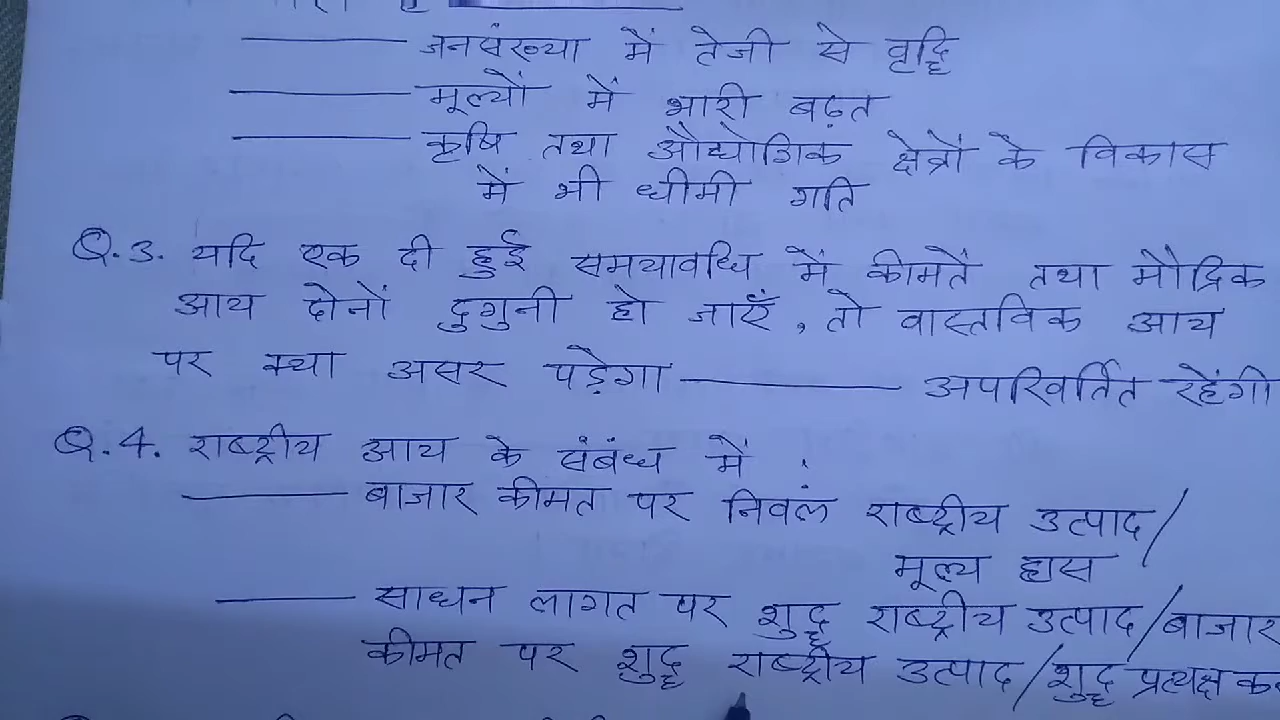 जनसंख्या में तेजी से वृद्धि
मूल्यों में भारी बढ़त
कृषि तथा औद्योगिक क्षेत्रों के विकास
में भी धीमी गति
Q.3. यदि एक दी हुई समयावधि में कीमतें तथा मौद्रिक
आय दोनों दुगुनी हो जाएँ, तो वास्तविक आय
पर क्या असर पड़ेगा — अपरिवर्तित रहेंगी
Q.4. राष्ट्रीय आय के संबंध में :
बाजार कीमत पर निवल राष्ट्रीय उत्पाद/
मूल्य ह्यस
साधन लागत पर शुद्ध राष्ट्रीय उत्पाद/बाजार
कीमत पर शुद्ध राष्ट्रीय उत्पाद/शुद्ध प्रत्यक्ष